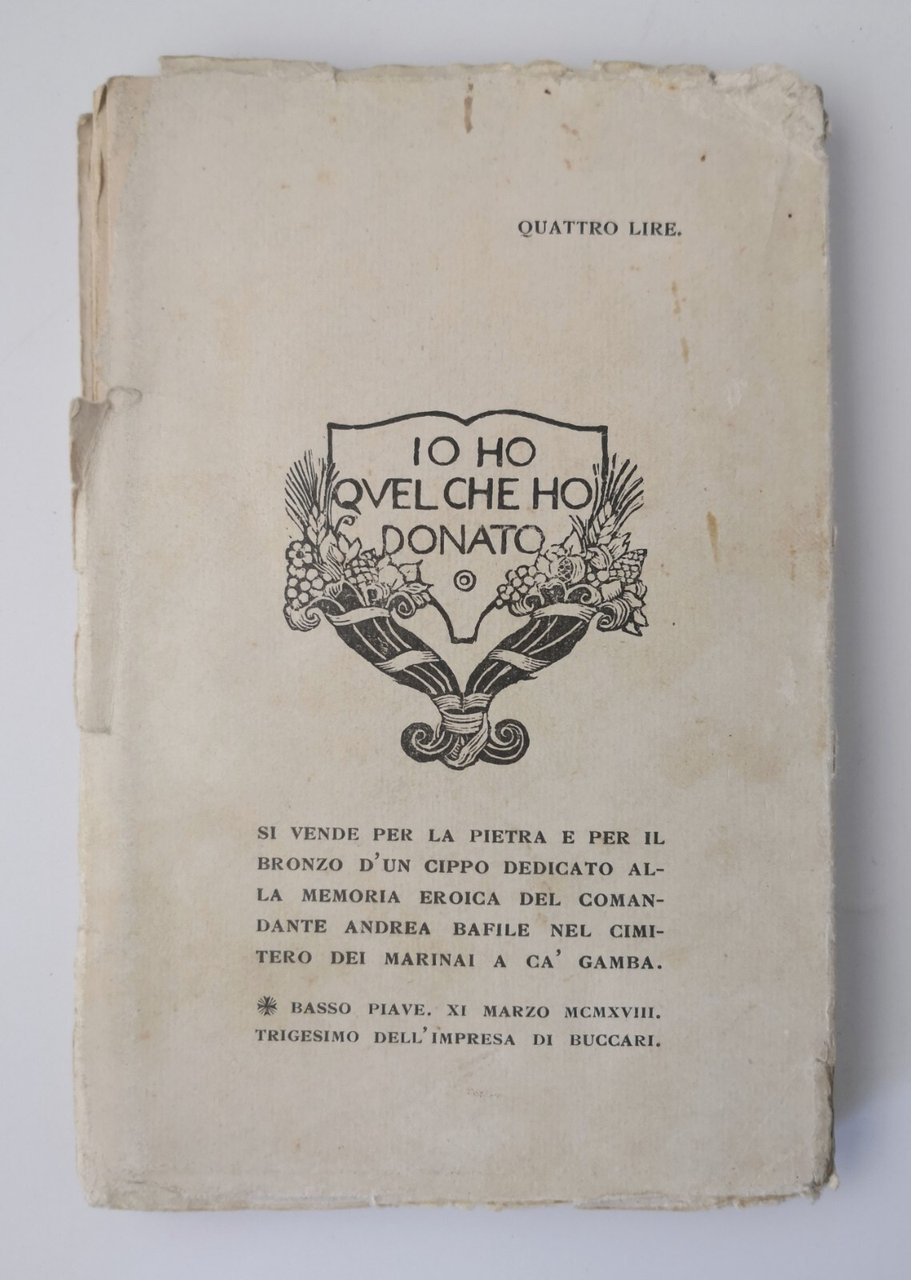 QUATTRO LIRE.
IO HO
QVEL CHE HO
DONATO
SI VENDE PER LA PIETRA E PER IL
BRONZO D'UN CIPPO DEDICATO AL-
LA MEMORIA EROICA DEL COMAN-
DANTE ANDREA BAFILE NEL CIMI-
TERO DEI MARINAI A CA' GAMBA.
BASSO PIAVE. XI MARZO MCMXVIII.
TRIGESIMO DELL'IMPRESA DI BUCCARI.